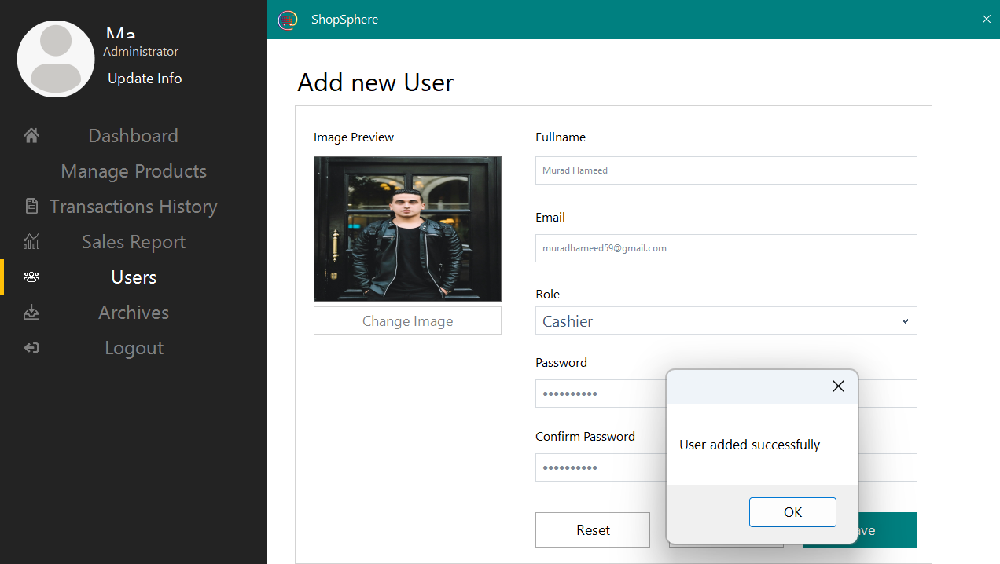 Ma
Administrator
Update Info
Dashboard
Manage Products
Transactions History
Sales Report
Users
Archives
Logout
ShopSphere
Add new User
Image Preview
Change Image
Fullname
Murad Hameed
Email
muradhameed59@gmail.com
Role
Cashier
Password
••••••••••
Confirm Password
••••••••••
Reset
ave
User added successfully
OK